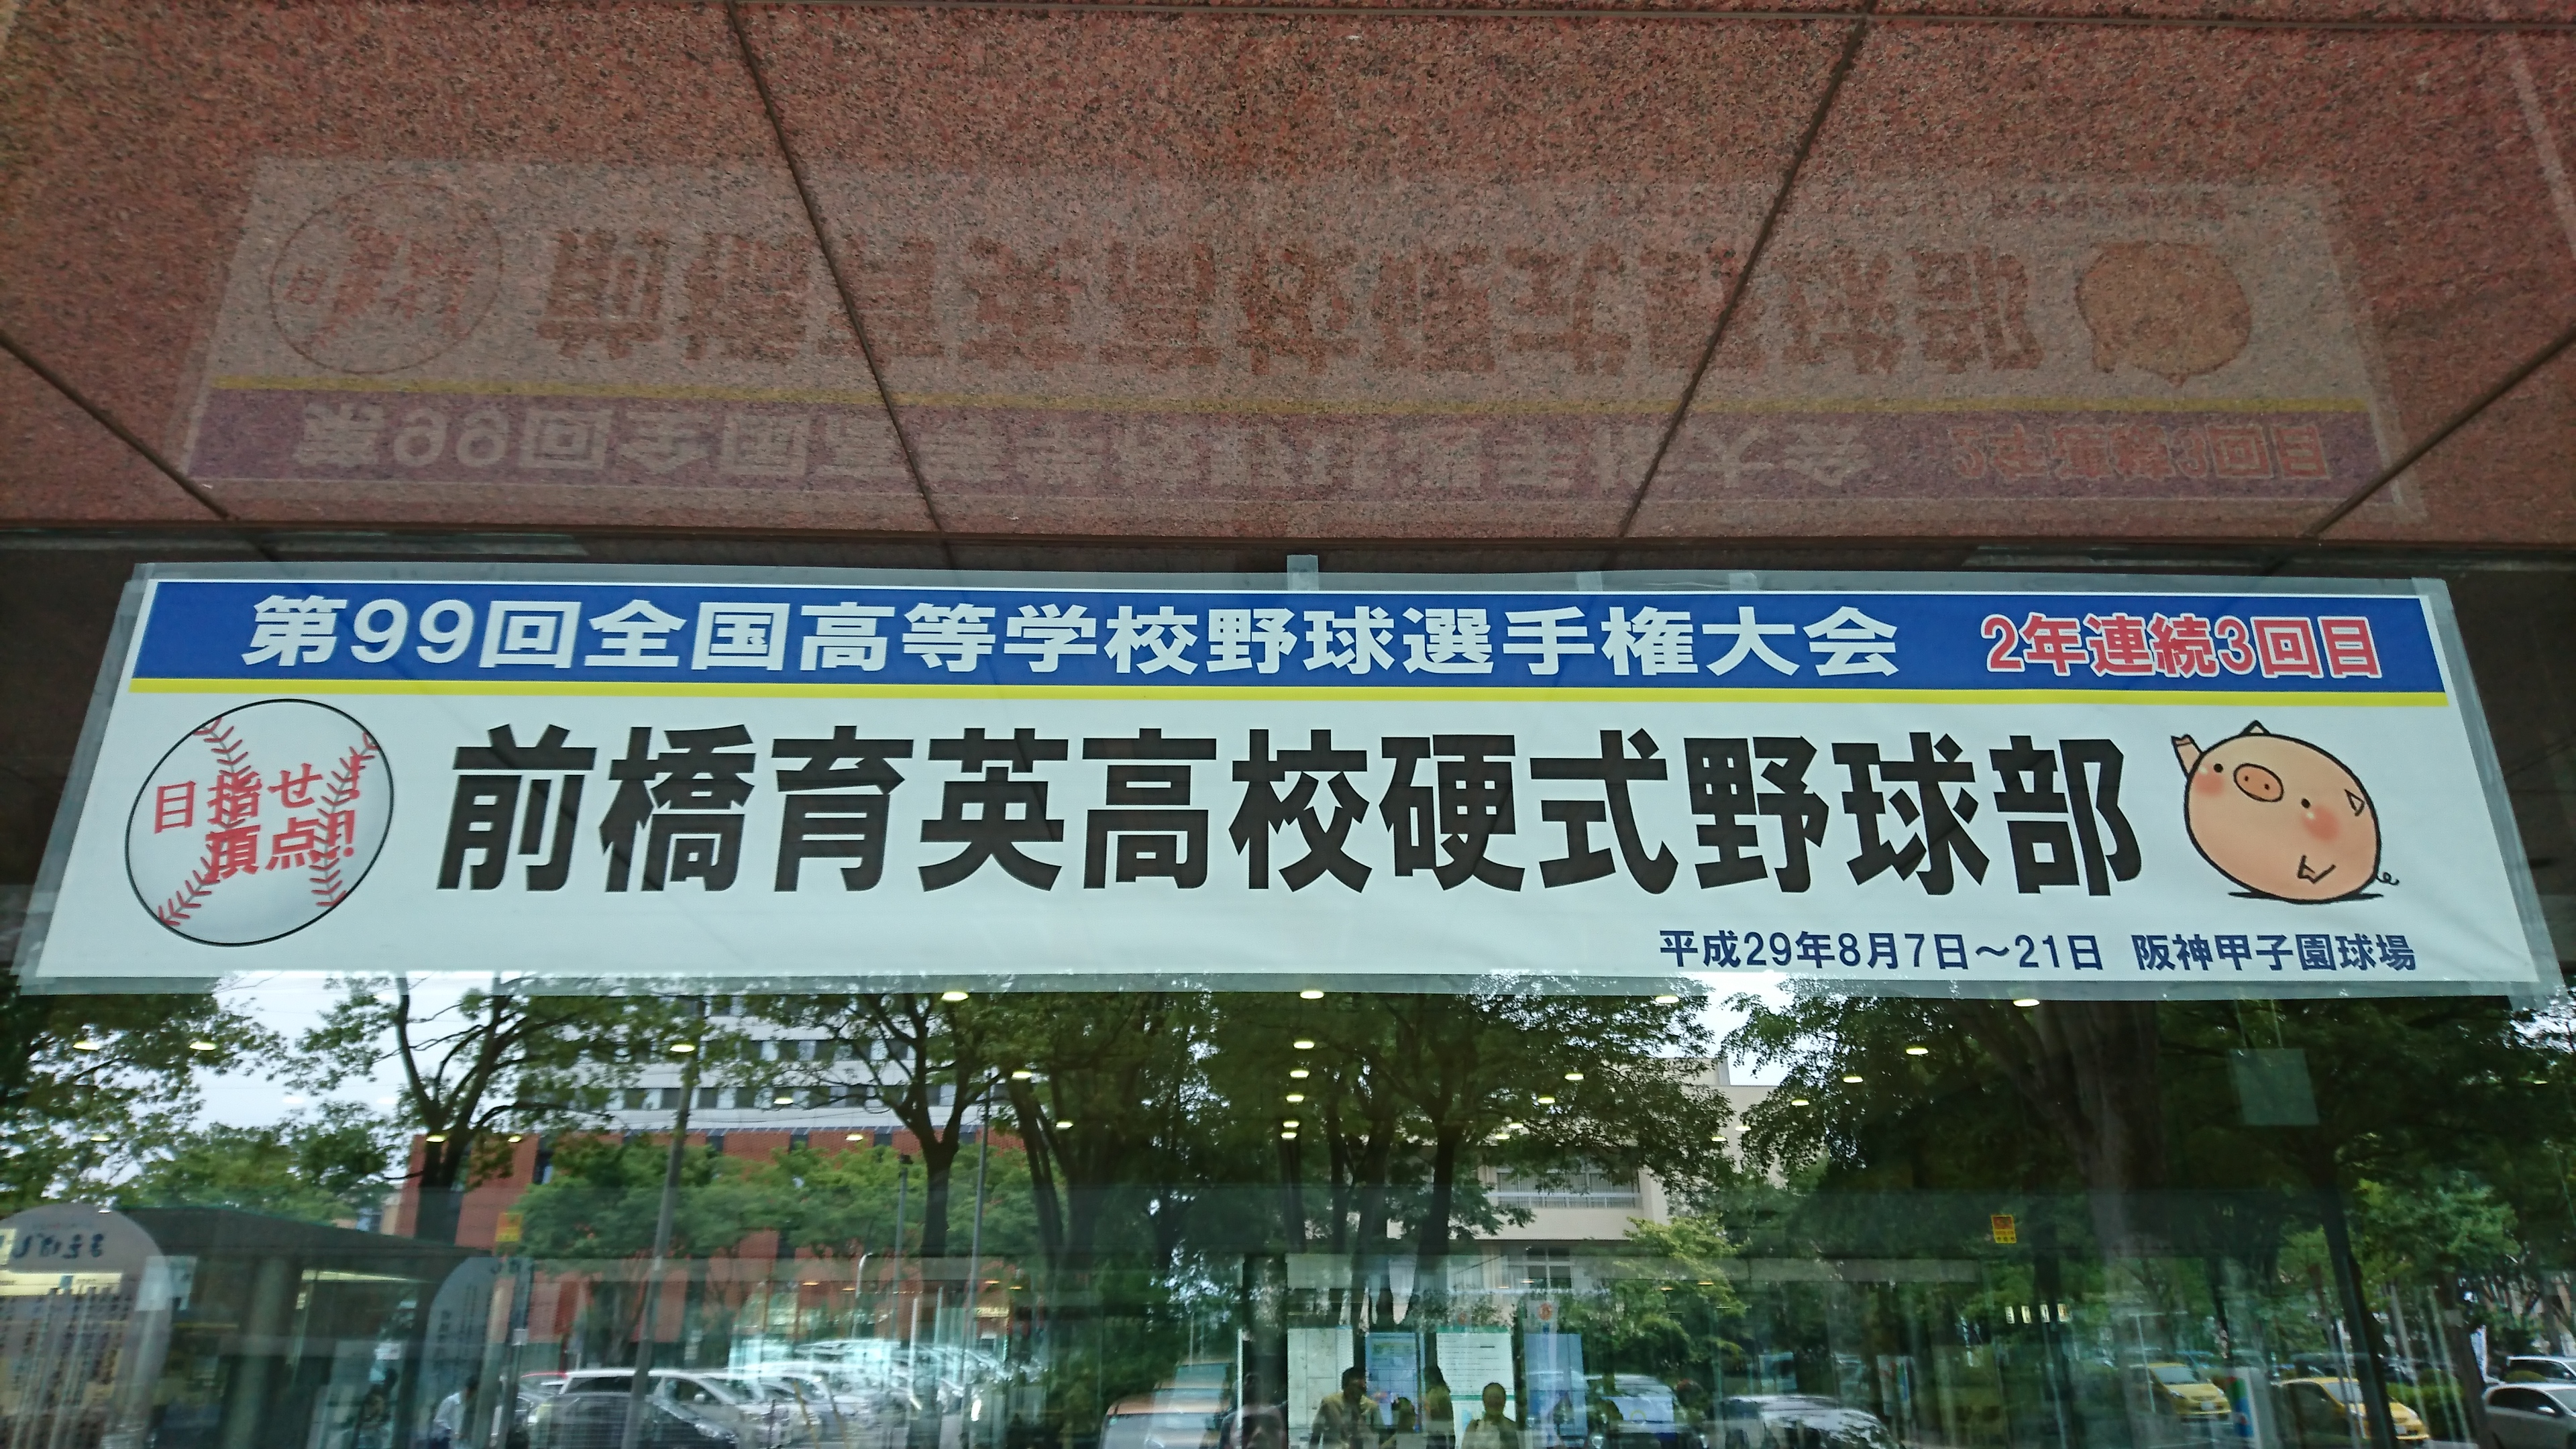 第99回全国高等学校野球選手権大会 2年連続3回目
目指せ!
頂点!!
前橋育英高校硬式野球部
平成29年8月7日～21日 阪神甲子園球場